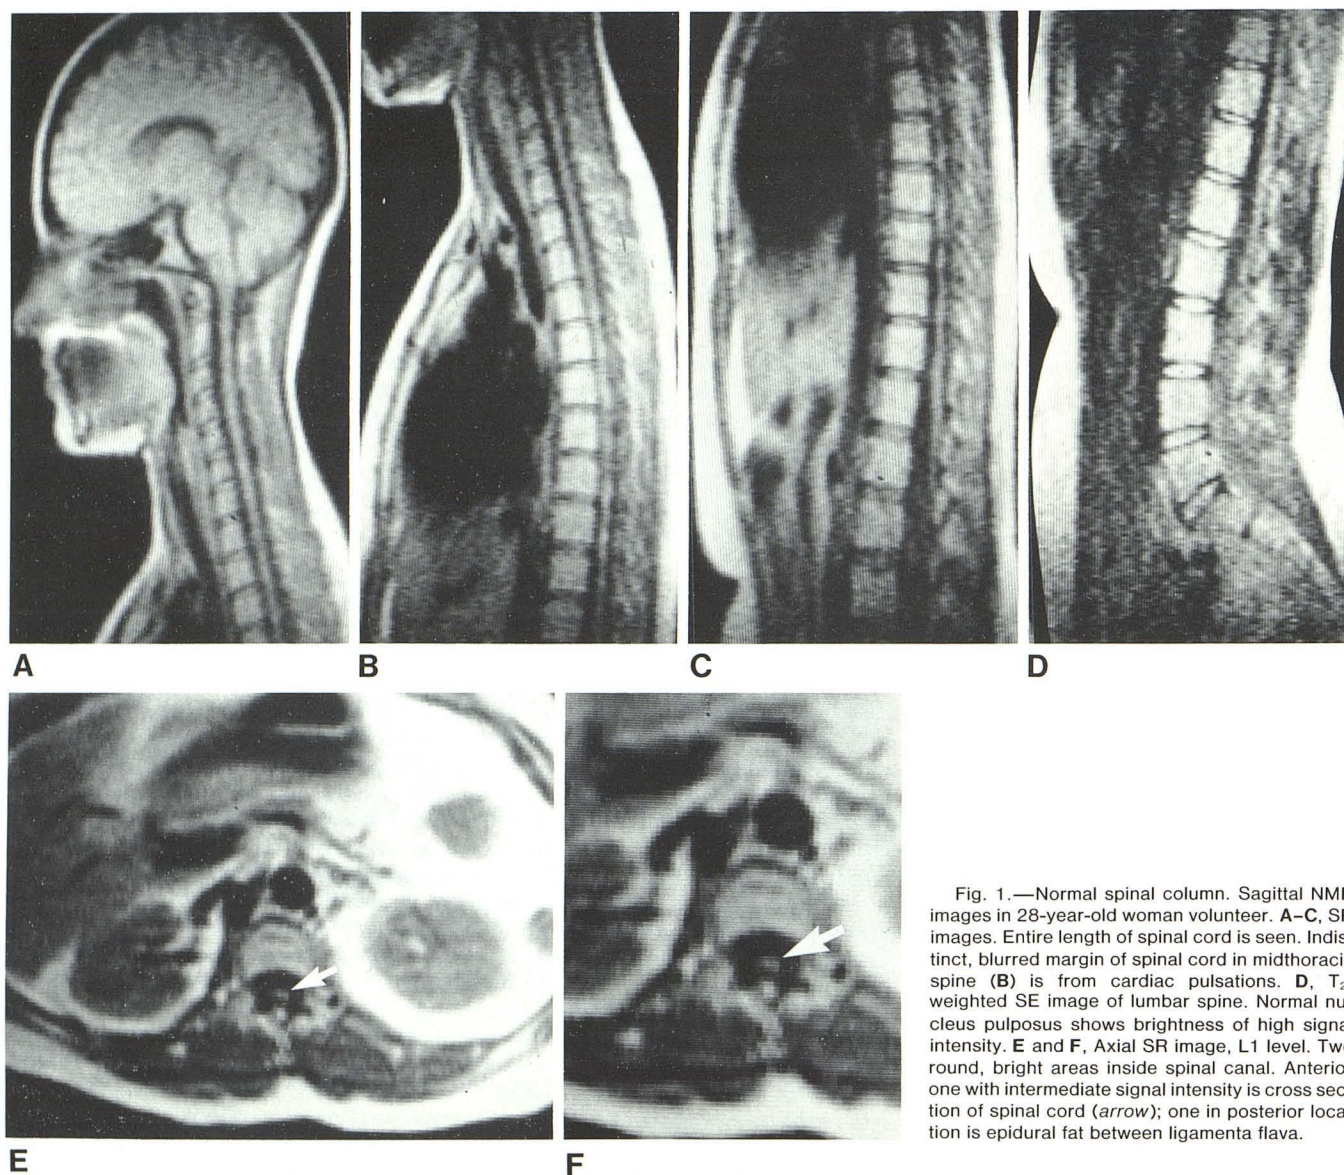 A
B
C
D
E
F
Fig. 1.—Normal spinal column. Sagittal NM
images in 28-year-old woman volunteer. A–C,
images. Entire length of spinal cord is seen. Indis
tinct, blurred margin of spinal cord in midthoraci
spine (B) is from cardiac pulsations. D, T₂
weighted SE image of lumbar spine. Normal nu
cleus pulposus shows brightness of high signa
intensity. E and F, Axial SR image, L1 level. Two
round, bright areas inside spinal canal. Anterio
one with intermediate signal intensity is cross sec
tion of spinal cord (arrow); one in posterior loca
tion is epidural fat between ligamenta flava.